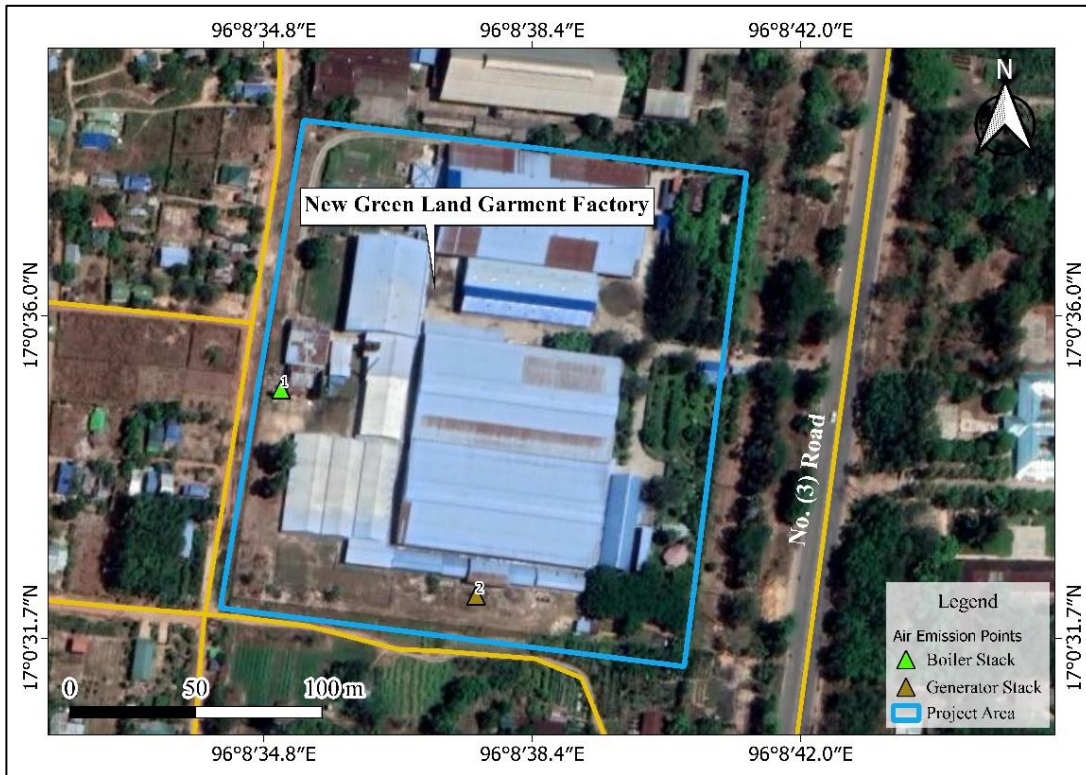 96°8′34.8″E 96°8′38.4″E 96°8′42.0″E
N
New Green Land Garment Factory
17°0′36.0″N 17°0′36.0″N
1
No. (3) Road
2
Legend
Air Emission Points
Boiler Stack
Generator Stack
Project Area
17°0′31.7″N 17°0′31.7″N
0 50 100 m
96°8′34.8″E 96°8′38.4″E 96°8′42.0″E